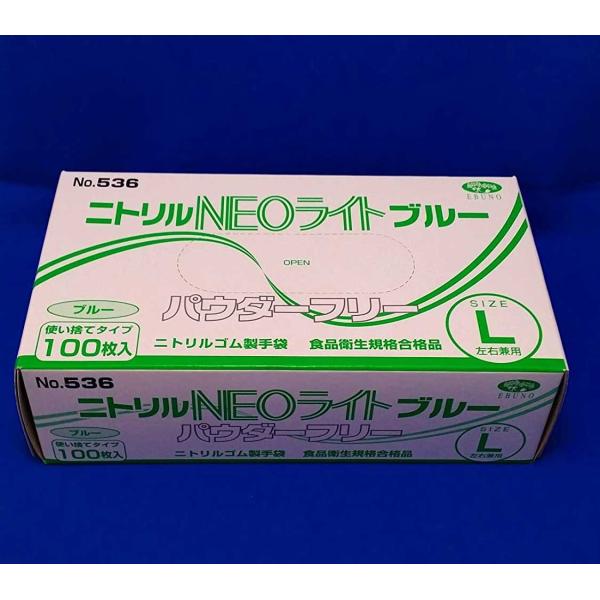 No.536
EBUNO
ニトリルNEOライト ブルー
OPEN
パウダーフリー
ブルー
使い捨てタイプ
100枚入
ニトリルゴム製手袋 食品衛生規格合格品
SIZE
L
左右兼用
No.536
EBUNO
ニトリルNEOライト ブルー
パウダーフリー
ブルー
使い捨てタイプ
100枚入
ニトリルゴム製手袋 食品衛生規格合格品
SIZE
L
左右兼用